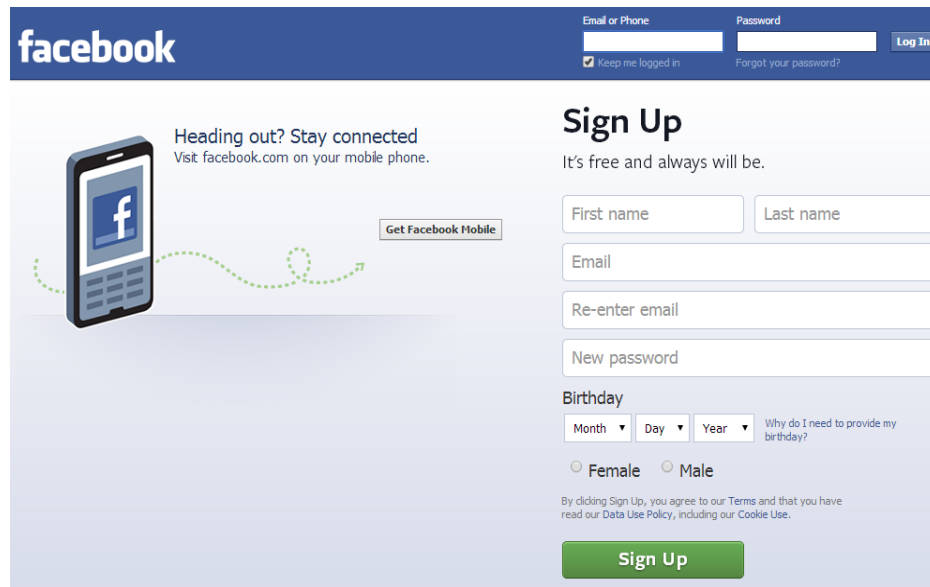 facebook
Email or Phone
Password
Log In
Keep me logged in
Forgot your password?
Heading out? Stay connected
Visit facebook.com on your mobile phone.
f
Get Facebook Mobile
Sign Up
It's free and always will be.
First name
Last name
Email
Re-enter email
New password
Birthday
Month
Day
Year
Why do I need to provide my
birthday?
Female
Male
By clicking Sign Up, you agree to our Terms and that you have
read our Data Use Policy, including our Cookie Use.
Sign Up